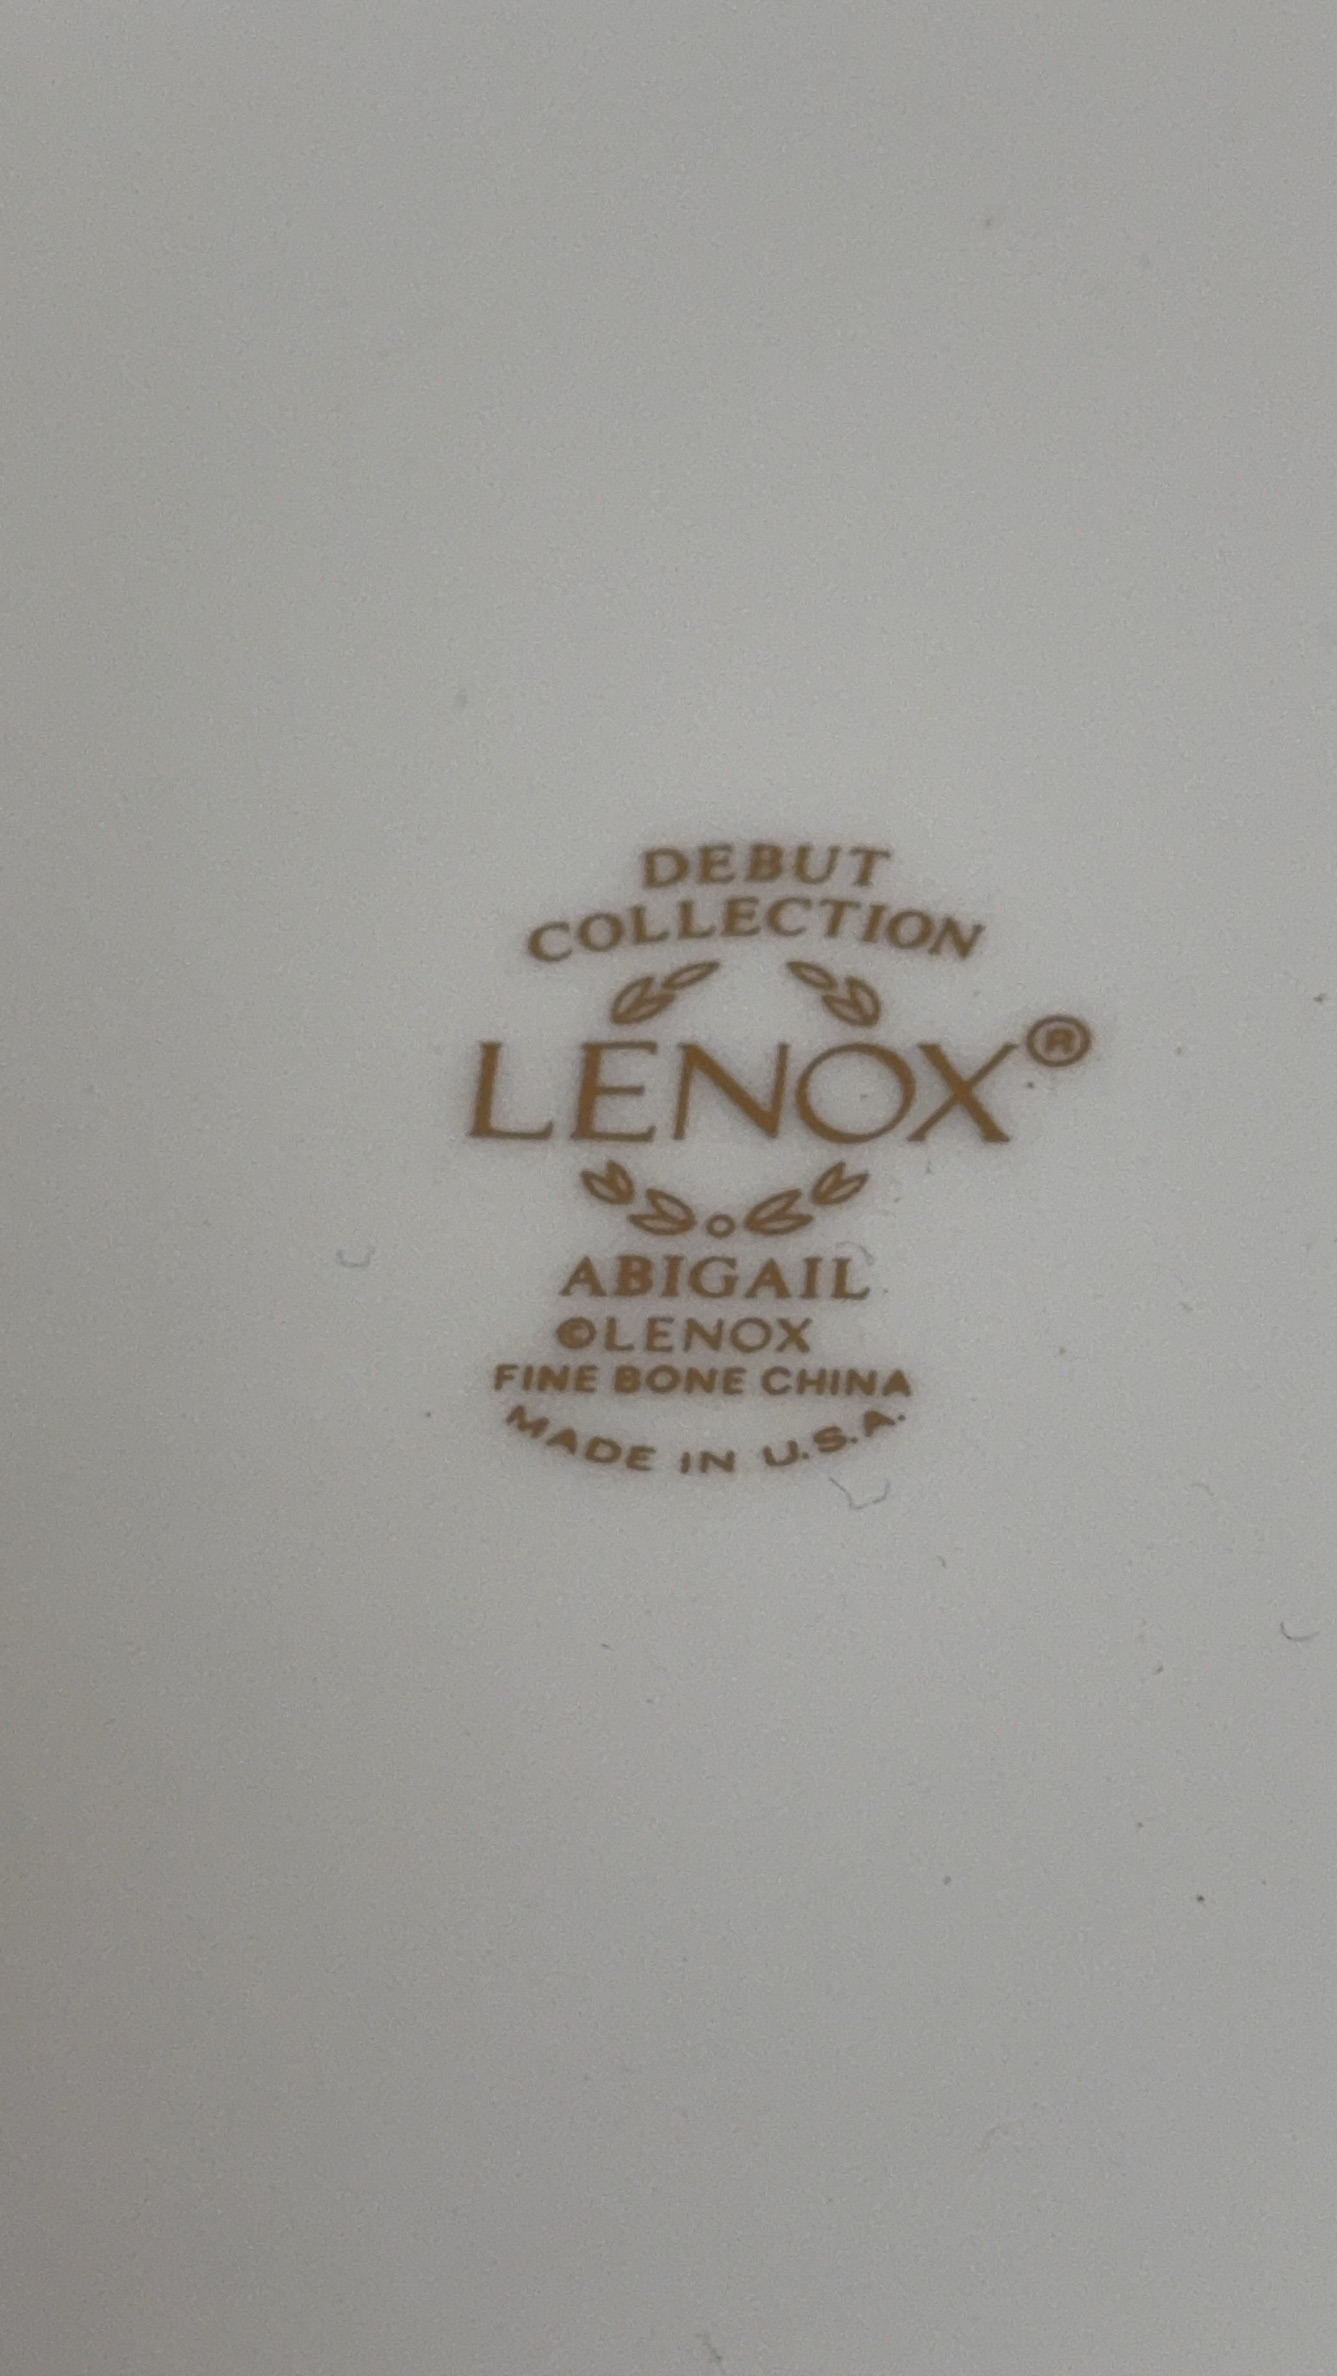 DEBUT
COLLECTION
LENOX®
ABIGAIL
©LENOX
FINE BONE CHINA
MADE IN U.S.A.